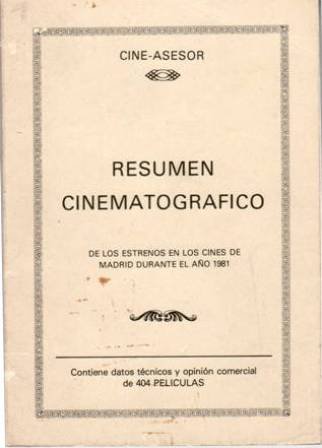 CINE-ASESOR
RESUMEN
CINEMATOGRAFICO
DE LOS ESTRENOS EN LOS CINES DE
MADRID DURANTE EL AÑO 1981
Contiene datos técnicos y opinión comercial
de 404 PELICULAS